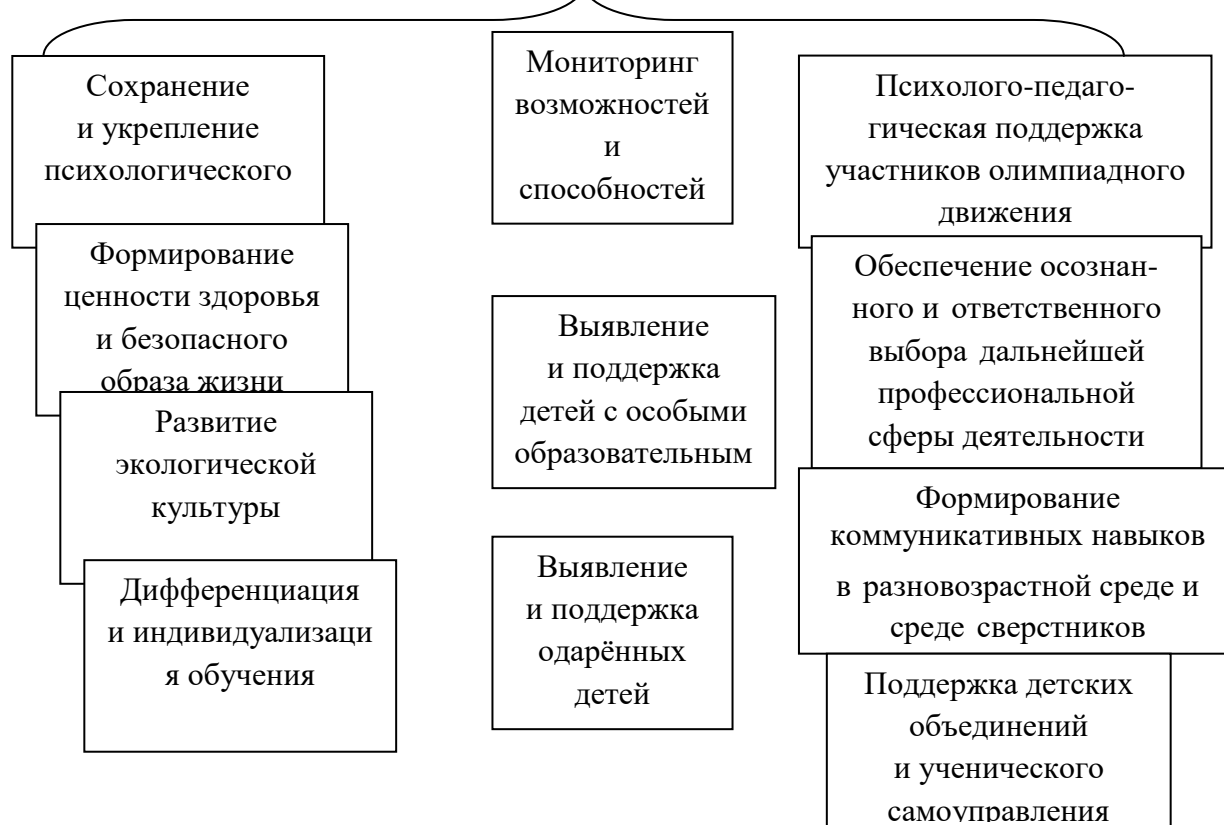 Сохранение
и укрепление
психологического
Формирование
ценности здоровья
и безопасного
образа жизни
Развитие
экологической
культуры
Дифференциация
и индивидуализаци
я обучения
Мониторинг
возможностей
и
способностей
Выявление
и поддержка
детей с особыми
образовательным
Выявление
и поддержка
одарённых
детей
Психолого-педаго-
гическая поддержка
участников олимпиадного
движения
Обеспечение осознан-
ного и ответственного
выбора дальнейшей
профессиональной
сферы деятельности
Формирование
коммуникативных навыков
в разновозрастной среде и
среде сверстников
Поддержка детских
объединений
и ученического
самоуправления